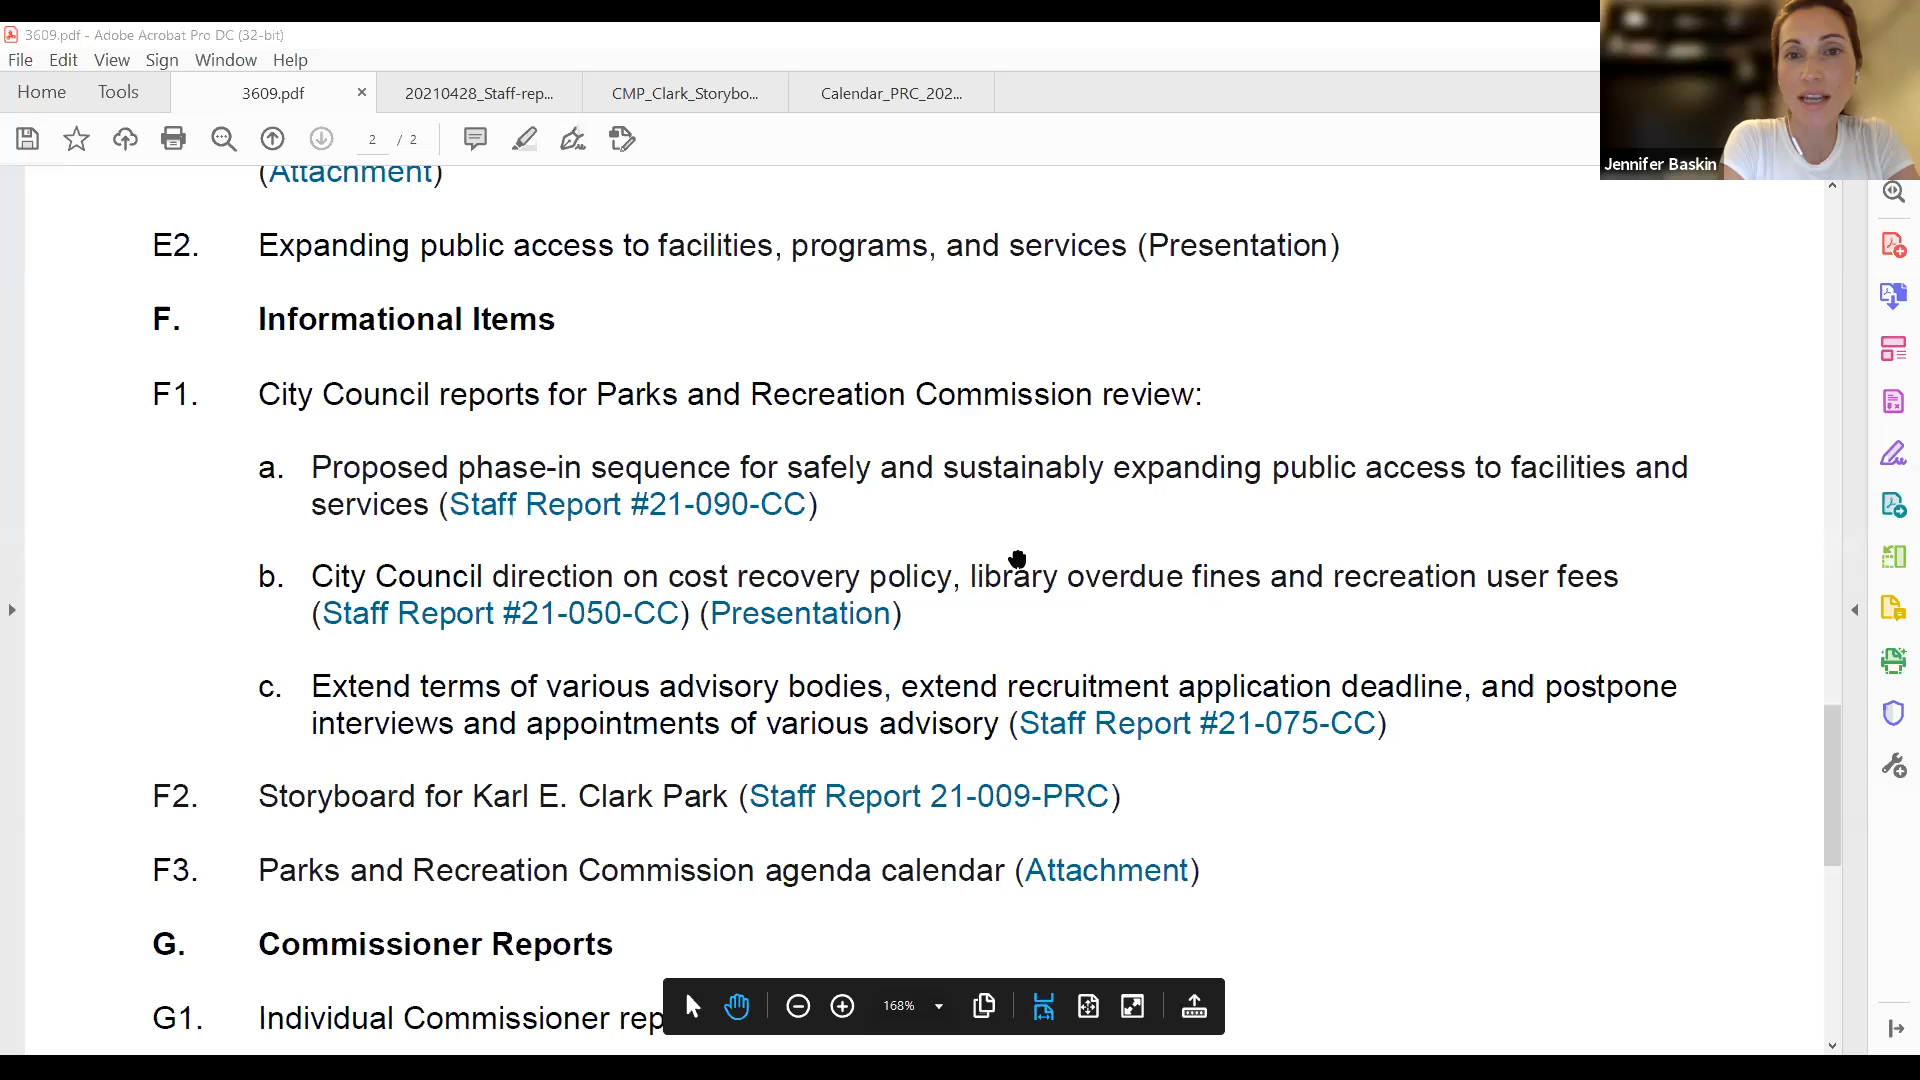 3609.pdf - Adobe Acrobat Pro DC (32-bit)
File Edit View Sign Window Help
Home Tools 3609.pdf × 20210428_Staff-rep... CMP_Clark_Storybo... Calendar_PRC_202...
2 / 2
Jennifer Baskin
(Attachment)
E2. Expanding public access to facilities, programs, and services (Presentation)
F. Informational Items
F1. City Council reports for Parks and Recreation Commission review:
a. Proposed phase-in sequence for safely and sustainably expanding public access to facilities and
services (Staff Report #21-090-CC)
b. City Council direction on cost recovery policy, library overdue fines and recreation user fees
(Staff Report #21-050-CC) (Presentation)
c. Extend terms of various advisory bodies, extend recruitment application deadline, and postpone
interviews and appointments of various advisory (Staff Report #21-075-CC)
F2. Storyboard for Karl E. Clark Park (Staff Report 21-009-PRC)
F3. Parks and Recreation Commission agenda calendar (Attachment)
G. Commissioner Reports
G1. Individual Commissioner rep
168%